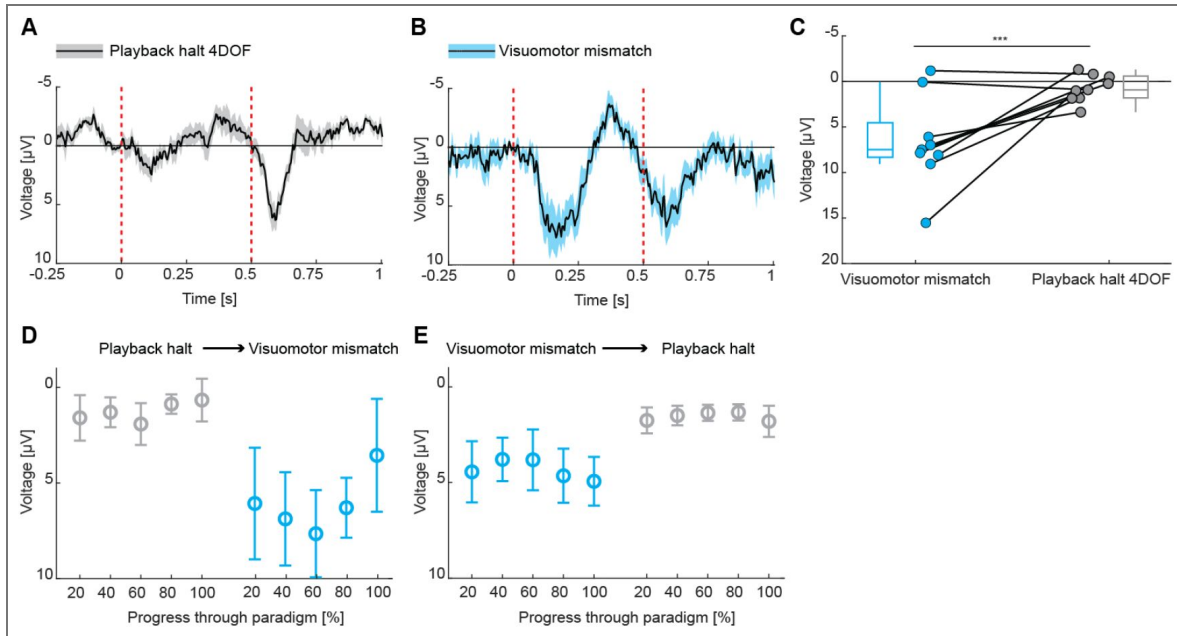 A
Playback halt 4DOF
-5
0
5
10
Voltage [µV]
-0.25 0 0.25 0.5 0.75 1
Time [s]
B
Visuomotor mismatch
-5
0
5
10
Voltage [µV]
-0.25 0 0.25 0.5 0.75 1
Time [s]
C
***
-5
0
5
10
15
20
Voltage [µV]
Visuomotor mismatch Playback halt 4DOF
D
Playback halt → Visuomotor mismatch
0
5
10
Voltage [µV]
20 40 60 80 100 20 40 60 80 100
Progress through paradigm [%]
E
Visuomotor mismatch → Playback halt
0
5
10
Voltage [µV]
20 40 60 80 100 20 40 60 80 100
Progress through paradigm [%]